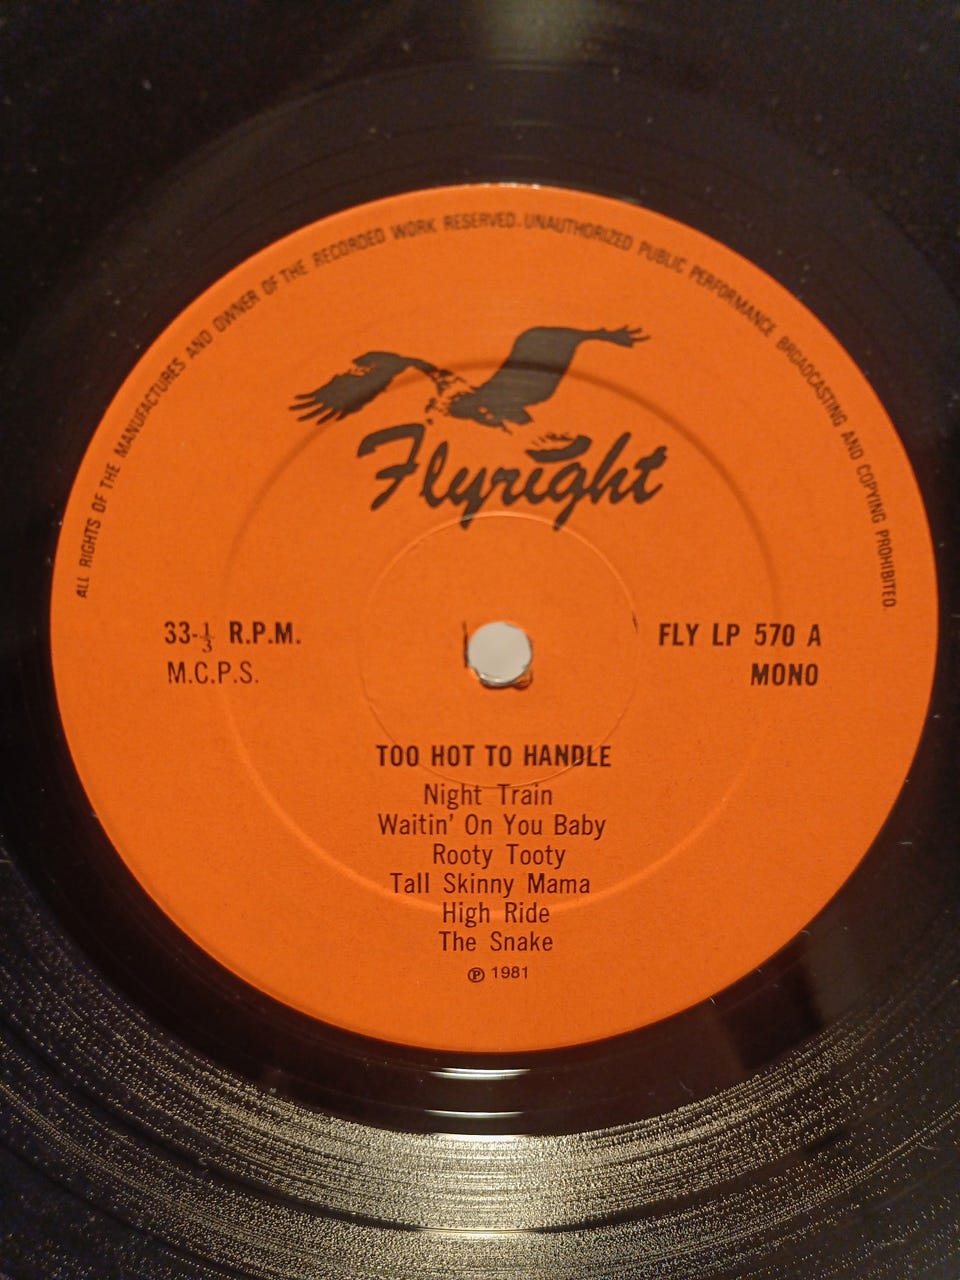 ALL RIGHTS OF THE MANUFACTURES AND OWNER OF THE RECORDED WORK RESERVED. UNAUTHORIZED PUBLIC PERFORMANCE BROADCASTING AND COPYING PROHIBITED.
Flyright
33-1/3 R.P.M.
M.C.P.S.
FLY LP 570 A
MONO
TOO HOT TO HANDLE
Night Train
Waitin' On You Baby
Rooty Tooty
Tall Skinny Mama
High Ride
The Snake
℗ 1981